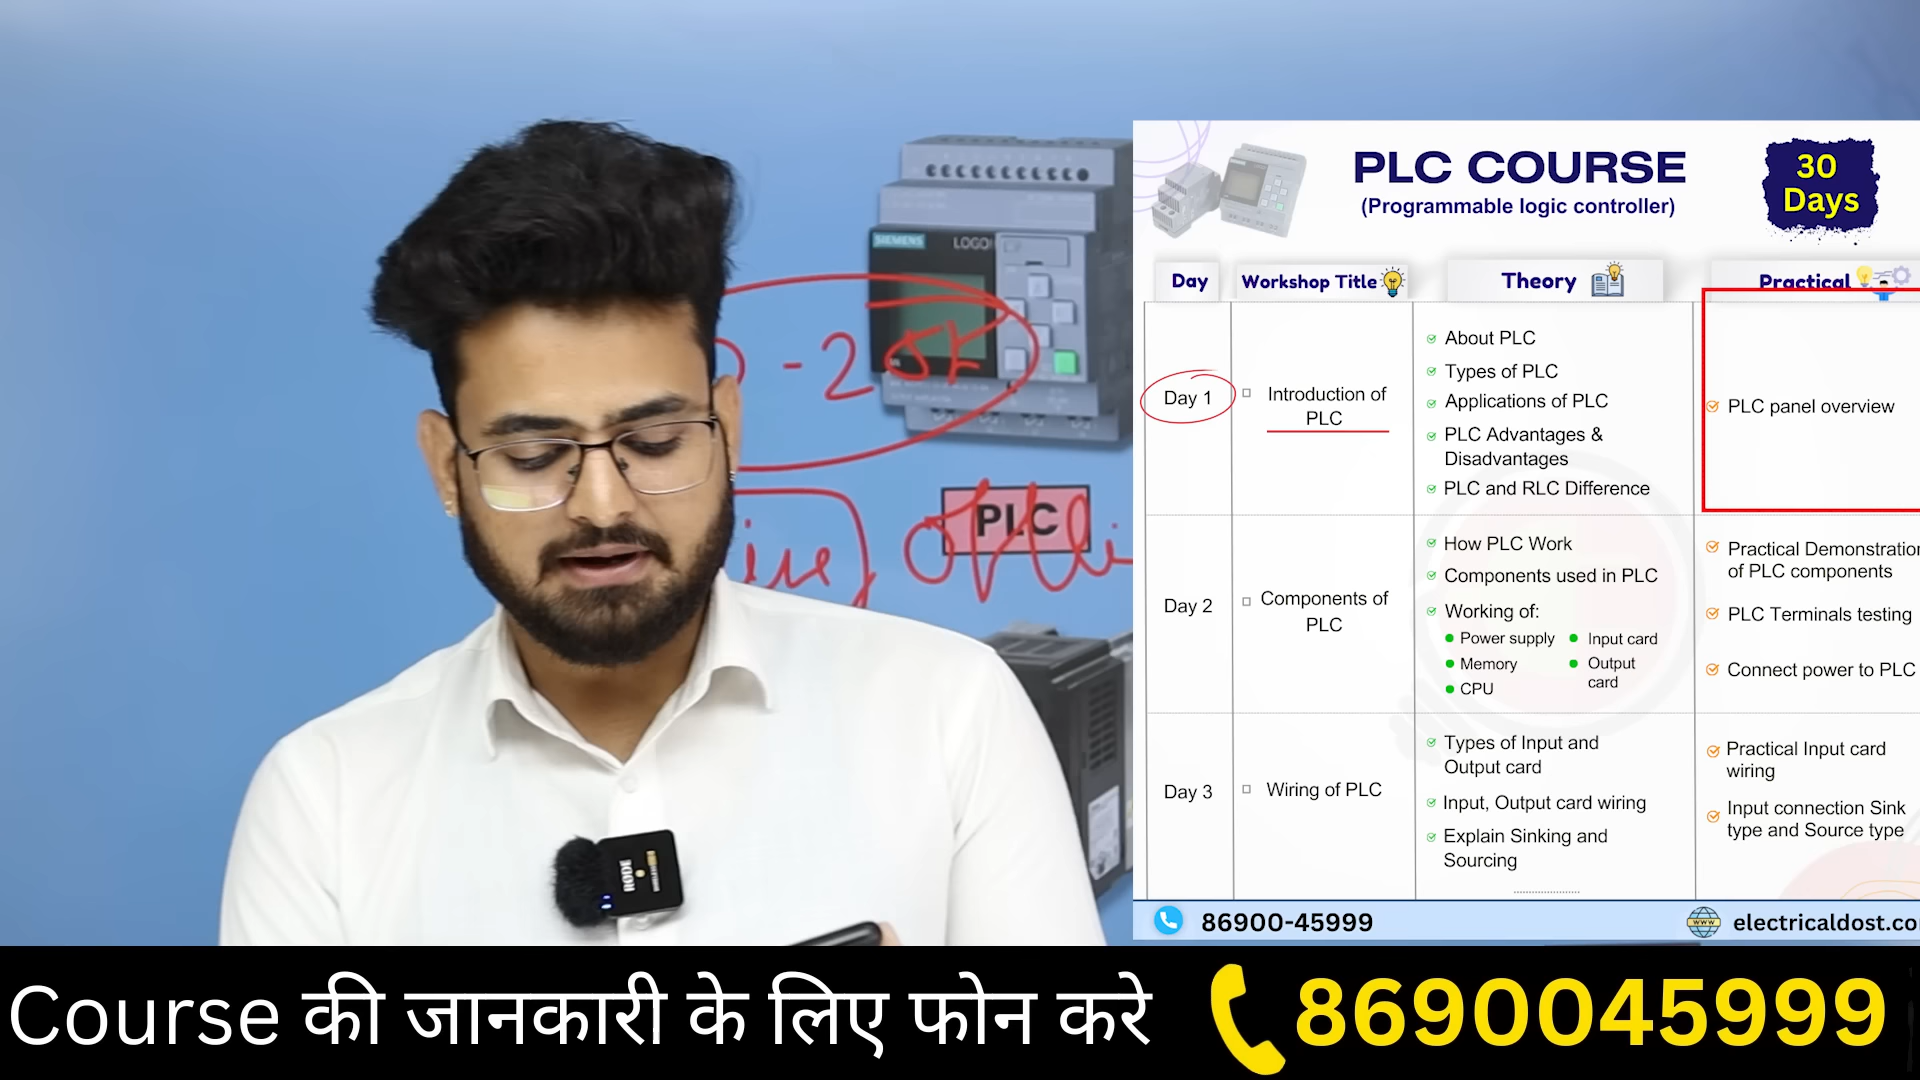 SIEMENS
LOGO!
- 25k
PLC
PLC COURSE
(Programmable logic controller)
30
Days
Day
Workshop Title
Theory
Practical
Day 1
Introduction of
PLC
About PLC
Types of PLC
Applications of PLC
PLC Advantages &
Disadvantages
PLC and RLC Difference
PLC panel overview
Day 2
Components of
PLC
How PLC Work
Components used in PLC
Working of:
Power supply
Memory
CPU
Input card
Output
card
Practical Demonstration
of PLC components
PLC Terminals testing
Connect power to PLC
Day 3
Wiring of PLC
Types of Input and
Output card
Input, Output card wiring
Explain Sinking and
Sourcing
Practical Input card
wiring
Input connection Sink
type and Source type
86900-45999
www
electricaldost.co
RODE
Course की जानकारी के लिए फोन करे
8690045999